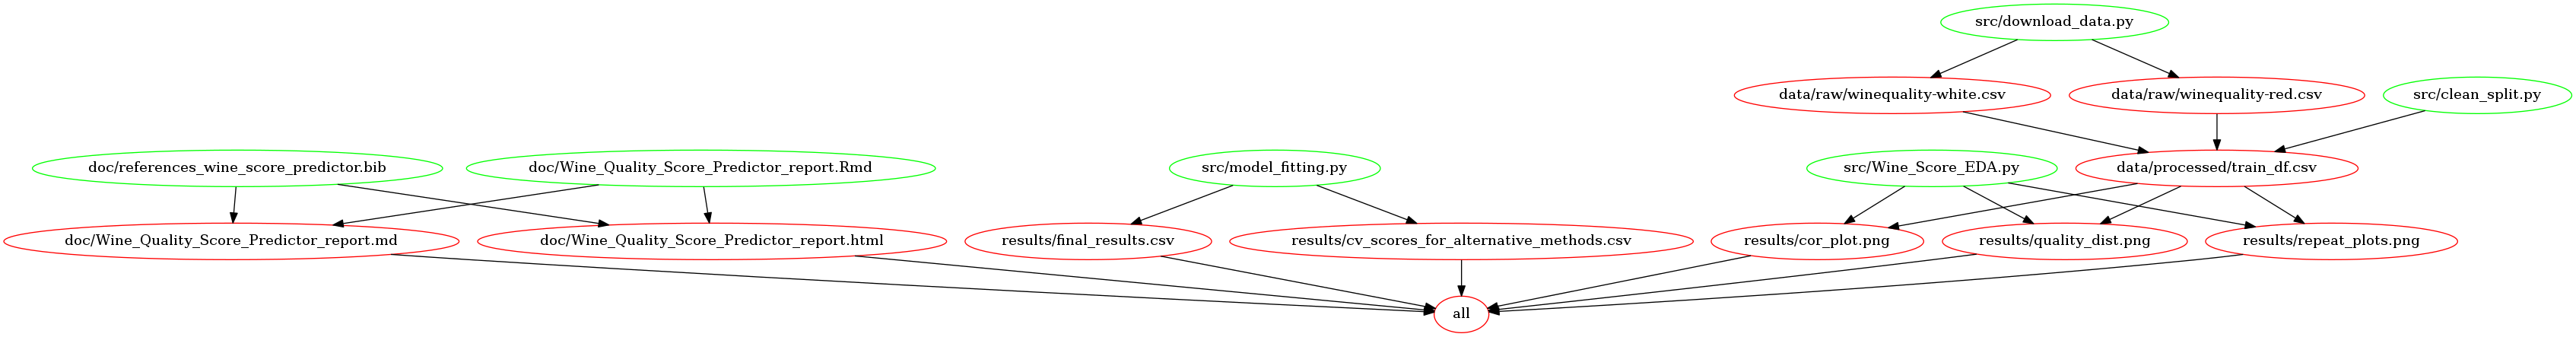 src/download_data.py
data/raw/winequality-white.csv
data/raw/winequality-red.csv
src/clean_split.py
doc/references_wine_score_predictor.bib
doc/Wine_Quality_Score_Predictor_report.Rmd
src/model_fitting.py
src/Wine_Score_EDA.py
data/processed/train_df.csv
doc/Wine_Quality_Score_Predictor_report.md
doc/Wine_Quality_Score_Predictor_report.html
results/final_results.csv
results/cv_scores_for_alternative_methods.csv
results/cor_plot.png
results/quality_dist.png
results/repeat_plots.png
all